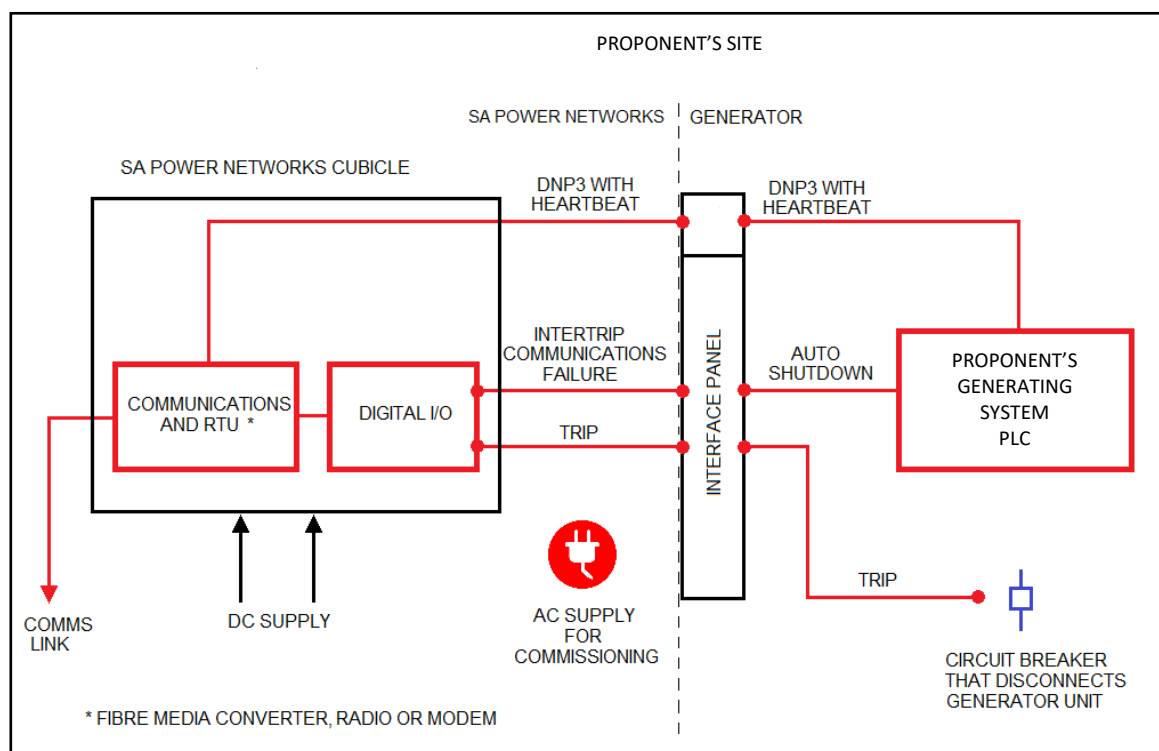 PROPONENT'S SITE
SA POWER NETWORKS
GENERATOR
SA POWER NETWORKS CUBICLE
DNP3 WITH
HEARTBEAT
DNP3 WITH
HEARTBEAT
INTERTRIP
COMMUNICATIONS
FAILURE
AUTO
SHUTDOWN
COMMUNICATIONS
AND RTU *
DIGITAL I/O
TRIP
INTERFACE PANEL
PROPONENT'S
GENERATING
SYSTEM
PLC
TRIP
COMMS
LINK
DC SUPPLY
AC SUPPLY
FOR
COMMISSIONING
CIRCUIT BREAKER
THAT DISCONNECTS
GENERATOR UNIT
* FIBRE MEDIA CONVERTER, RADIO OR MODEM